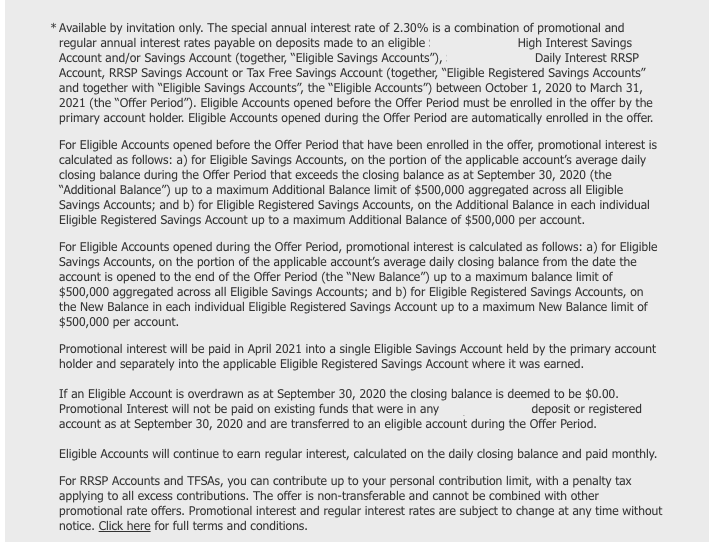 * Available by invitation only. The special annual interest rate of 2.30% is a combination of promotional and
regular annual interest rates payable on deposits made to an eligible High Interest Savings
Account and/or Savings Account (together, “Eligible Savings Accounts”), Daily Interest RRSP
Account, RRSP Savings Account or Tax Free Savings Account (together, “Eligible Registered Savings Accounts”
and together with “Eligible Savings Accounts”, the “Eligible Accounts”) between October 1, 2020 to March 31,
2021 (the “Offer Period”). Eligible Accounts opened before the Offer Period must be enrolled in the offer by the
primary account holder. Eligible Accounts opened during the Offer Period are automatically enrolled in the offer.
For Eligible Accounts opened before the Offer Period that have been enrolled in the offer, promotional interest is
calculated as follows: a) for Eligible Savings Accounts, on the portion of the applicable account’s average daily
closing balance during the Offer Period that exceeds the closing balance as at September 30, 2020 (the
“Additional Balance”) up to a maximum Additional Balance limit of $500,000 aggregated across all Eligible
Savings Accounts; and b) for Eligible Registered Savings Accounts, on the Additional Balance in each individual
Eligible Registered Savings Account up to a maximum Additional Balance of $500,000 per account.
For Eligible Accounts opened during the Offer Period, promotional interest is calculated as follows: a) for Eligible
Savings Accounts, on the portion of the applicable account’s average daily closing balance from the date the
account is opened to the end of the Offer Period (the “New Balance”) up to a maximum balance limit of
$500,000 aggregated across all Eligible Savings Accounts; and b) for Eligible Registered Savings Accounts, on
the New Balance in each individual Eligible Registered Savings Account up to a maximum New Balance limit of
$500,000 per account.
Promotional interest will be paid in April 2021 into a single Eligible Savings Account held by the primary account
holder and separately into the applicable Eligible Registered Savings Account where it was earned.
If an Eligible Account is overdrawn as at September 30, 2020 the closing balance is deemed to be $0.00.
Promotional Interest will not be paid on existing funds that were in any deposit or registered
account as at September 30, 2020 and are transferred to an eligible account during the Offer Period.
Eligible Accounts will continue to earn regular interest, calculated on the daily closing balance and paid monthly.
For RRSP Accounts and TFSAs, you can contribute up to your personal contribution limit, with a penalty tax
applying to all excess contributions. The offer is non-transferable and cannot be combined with other
promotional rate offers. Promotional interest and regular interest rates are subject to change at any time without
notice. Click here for full terms and conditions.